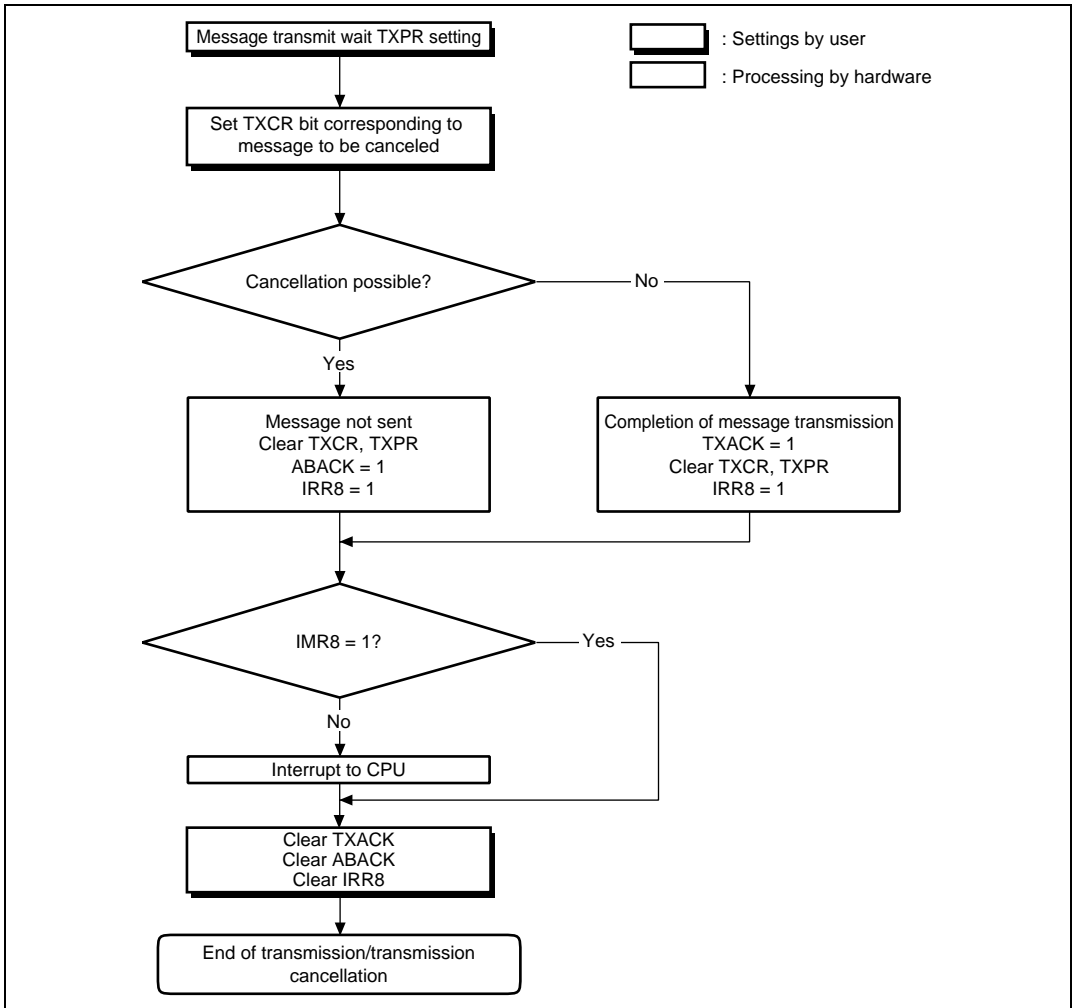 Message transmit wait TXPR setting
: Settings by user
: Processing by hardware
Set TXCR bit corresponding to
message to be canceled
Cancellation possible?
No
Yes
Message not sent
Clear TXCR, TXPR
ABACK = 1
IRR8 = 1
Completion of message transmission
TXACK = 1
Clear TXCR, TXPR
IRR8 = 1
IMR8 = 1?
Yes
No
Interrupt to CPU
Clear TXACK
Clear ABACK
Clear IRR8
End of transmission/transmission
cancellation